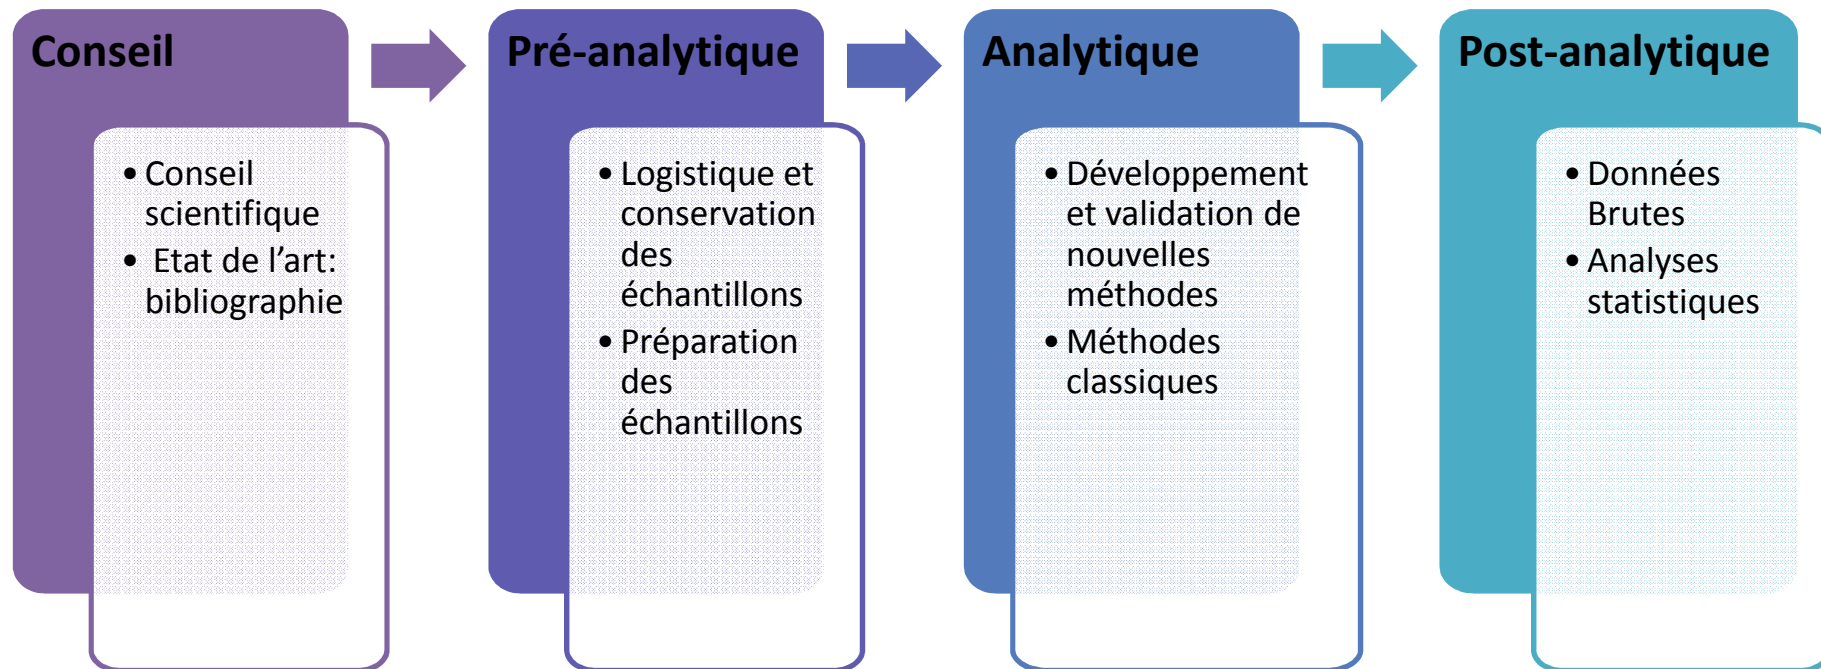 Conseil
• Conseil
scientifique
• Etat de l’art:
bibliographie
Pré-analytique
• Logistique et
conservation
des
échantillons
• Préparation
des
échantillons
Analytique
• Développement
et validation de
nouvelles
méthodes
• Méthodes
classiques
Post-analytique
• Données
Brutes
• Analyses
statistiques